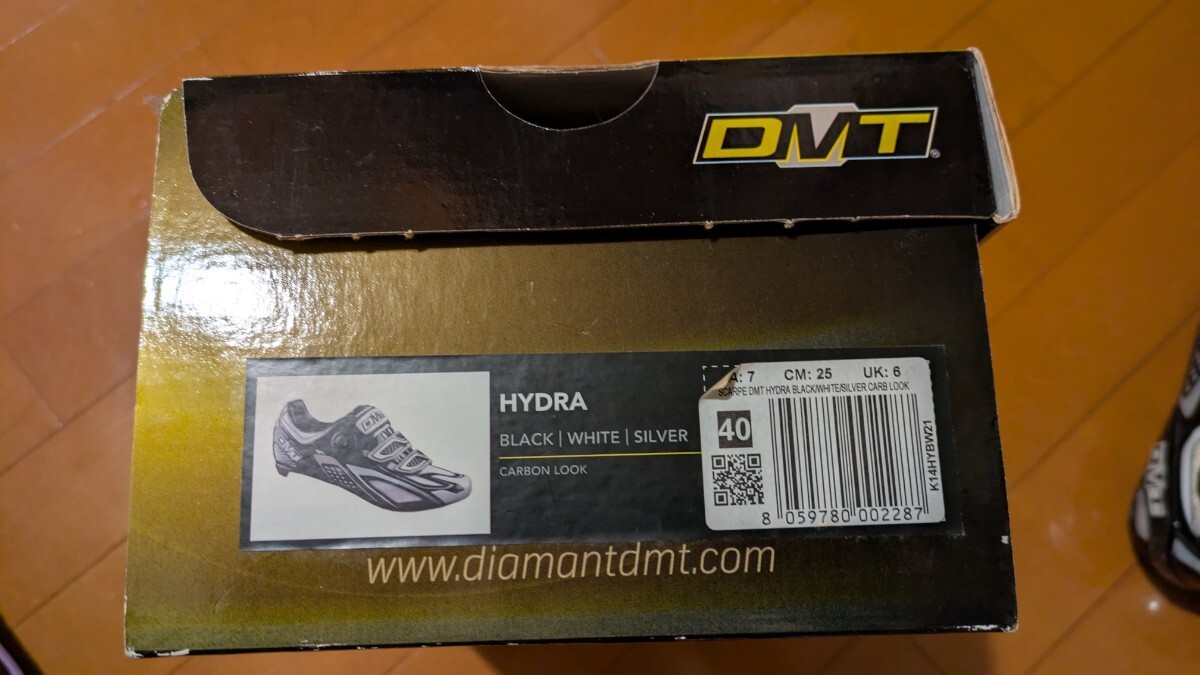 DMT®
HYDRA
BLACK | WHITE | SILVER
CARBON LOOK
A: 7 CM: 25 UK: 6
SCARPE DMT HYDRA BLACK/WHITE/SILVER CARB LOOK
40
K14HYBW21
8 059780 002287
www.diamantdmt.com